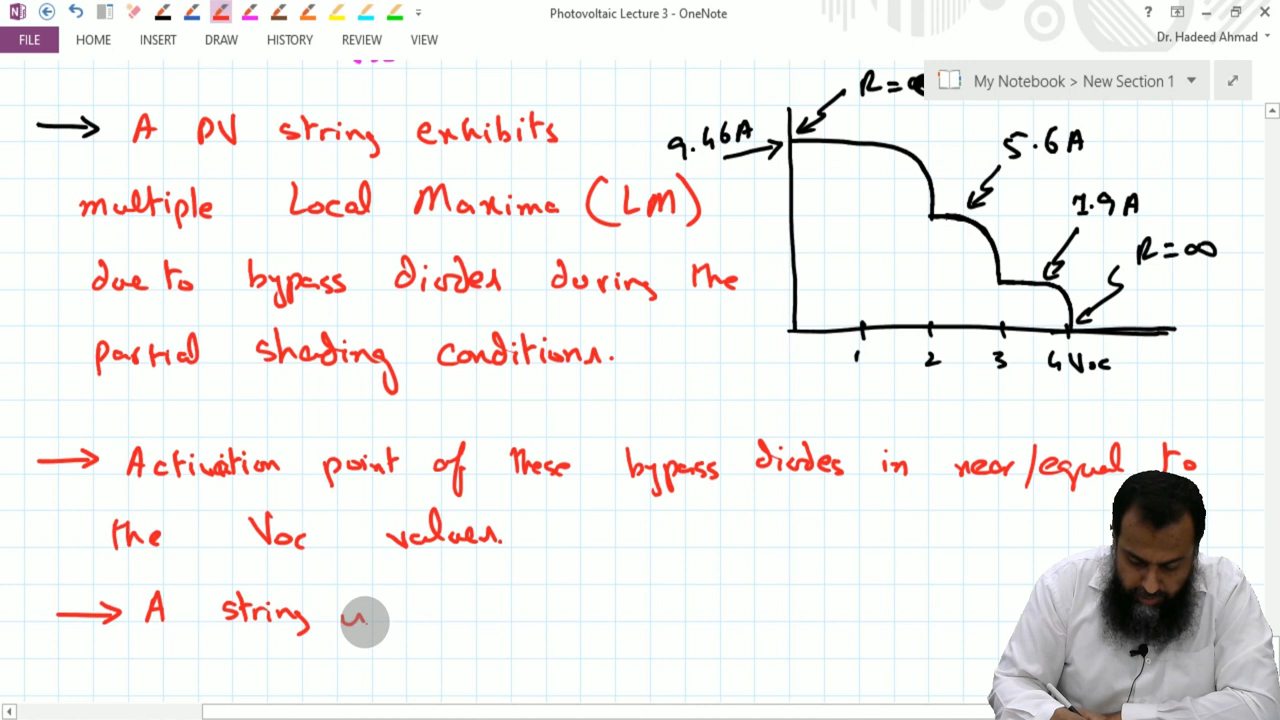 Photovoltaic Lecture 3 - OneNote
Dr. Hadeed Ahmad
FILE HOME INSERT DRAW HISTORY REVIEW VIEW
My Notebook > New Section 1
→ A PV string exhibits
multiple Local Maxima (LM)
due to bypass diodes during the
partial shading conditions.
R =
9.46A
5.6A
1.9A
R = ∞
1 2 3 4 Voc
→ Activation point of these bypass diodes in near/equal to
the Voc values.
→ A string